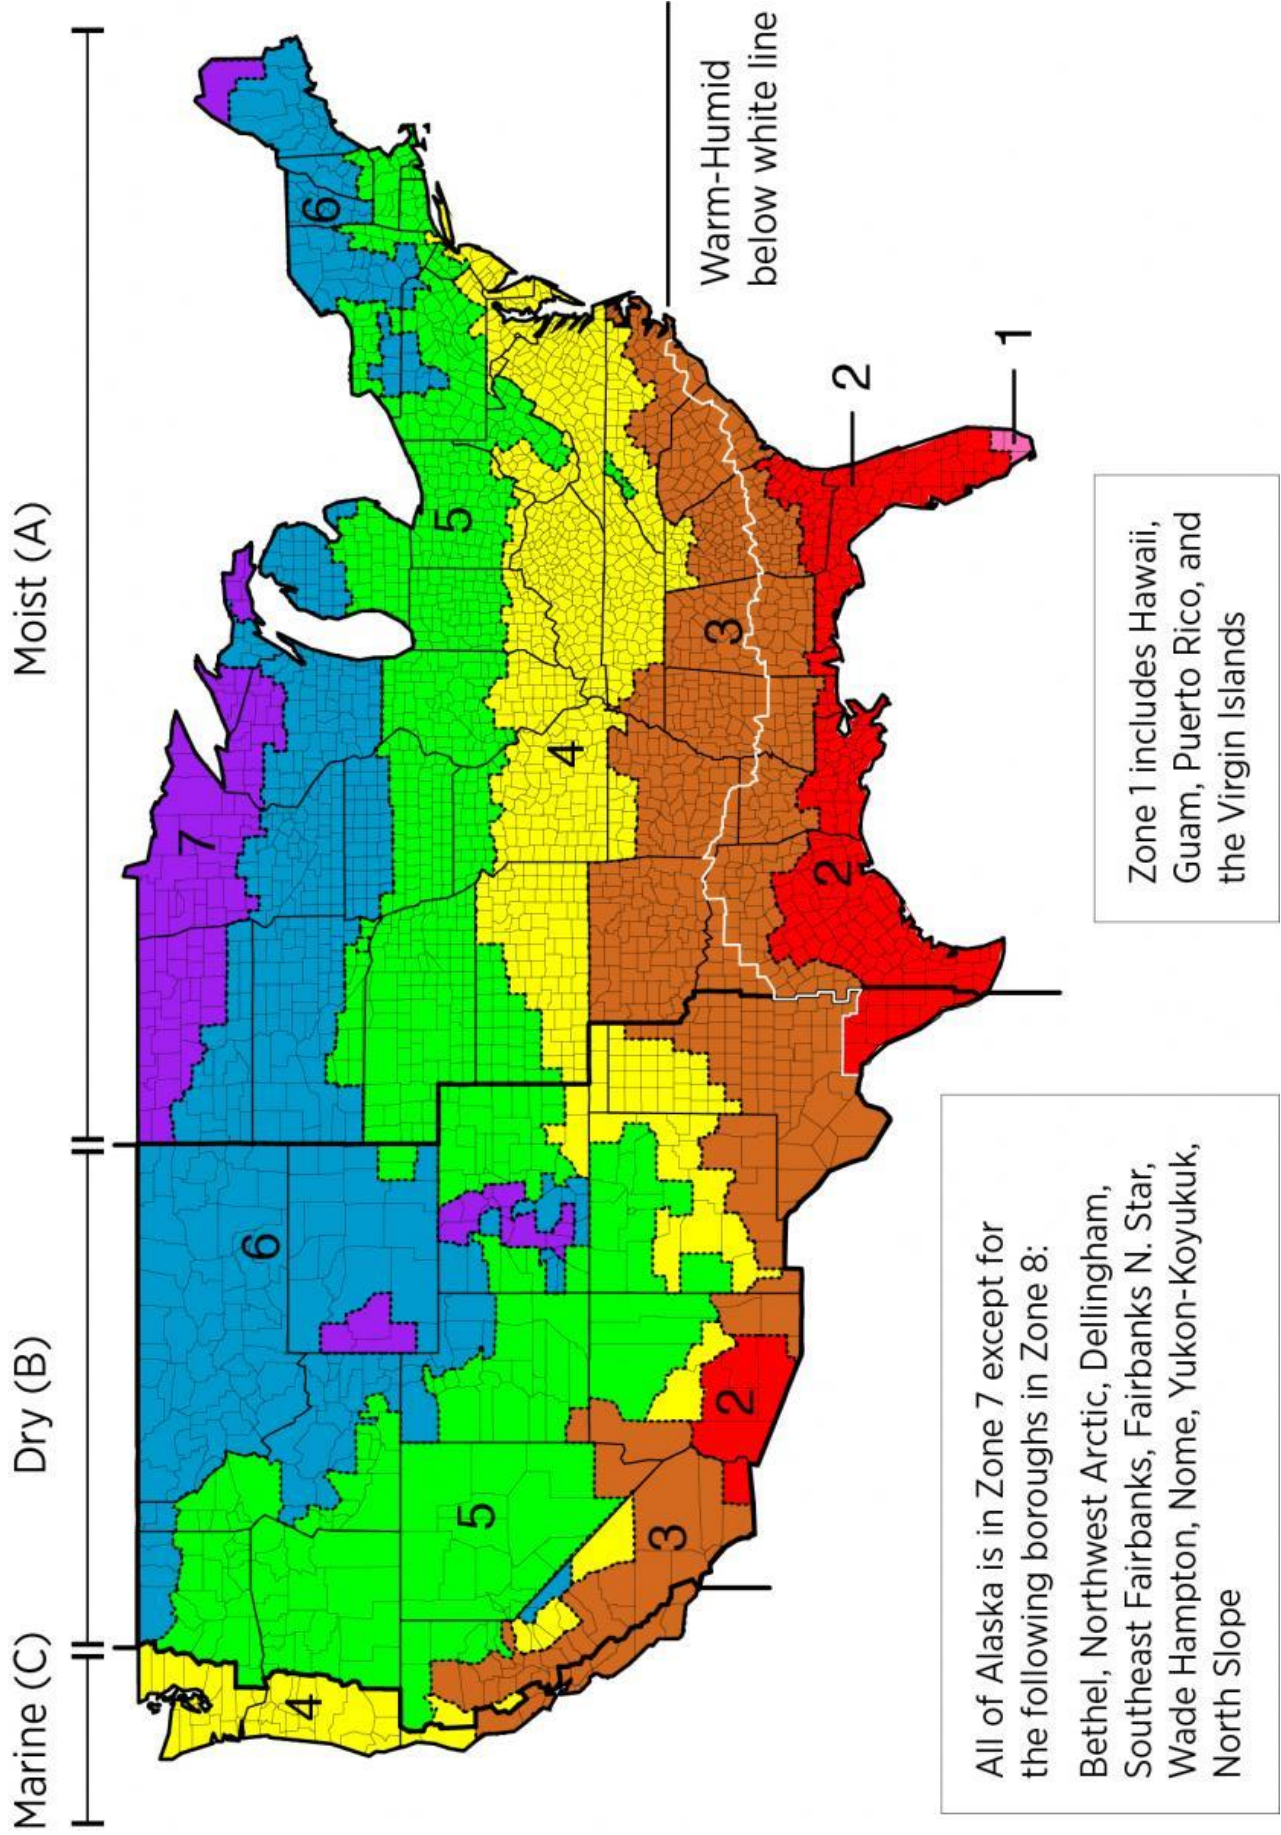 Marine (C)
Dry (B)
Moist (A)
7
6
6
5
4
5
4
3
3
2
2
2
1
Warm-Humid
below white line
All of Alaska is in Zone 7 except for
the following boroughs in Zone 8:
Bethel, Northwest Arctic, Dellingham,
Southeast Fairbanks, Fairbanks N. Star,
Wade Hampton, Nome, Yukon-Koyukuk,
North Slope
Zone 1 includes Hawaii,
Guam, Puerto Rico, and
the Virgin Islands